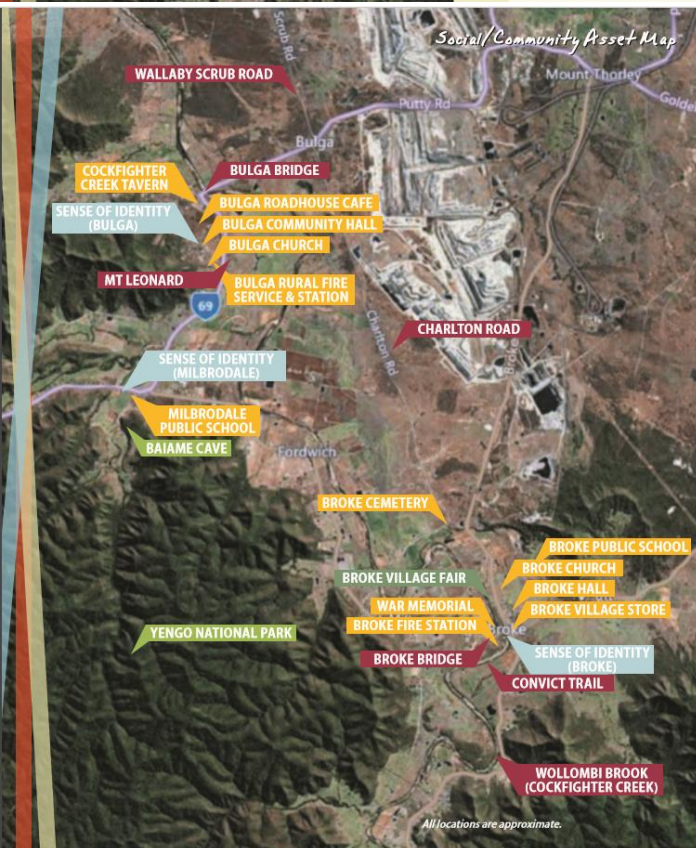 Social/Community Asset Map
Scrub Rd
WALLABY SCRUB ROAD
Mount Thorley
Putty Rd
Golden
Bulga
COCKFIGHTER
CREEK TAVERN
BULGA BRIDGE
BULGA ROADHOUSE CAFE
SENSE OF IDENTITY
(BULGA)
BULGA COMMUNITY HALL
BULGA CHURCH
MT LEONARD
BULGA RURAL FIRE
SERVICE & STATION
69
CHARLTON ROAD
Charlton Rd
SENSE OF IDENTITY
(MILBRODALE)
MILBRODALE
PUBLIC SCHOOL
BAIAME CAVE
Fordwich
BROKE CEMETERY
BROKE PUBLIC SCHOOL
BROKE CHURCH
BROKE VILLAGE FAIR
BROKE HALL
WAR MEMORIAL
BROKE VILLAGE STORE
BROKE FIRE STATION
Broke
YENGO NATIONAL PARK
SENSE OF IDENTITY
(BROKE)
BROKE BRIDGE
CONVICT TRAIL
WOLLOMBI BROOK
(COCKFIGHTER CREEK)
All locations are approximate.